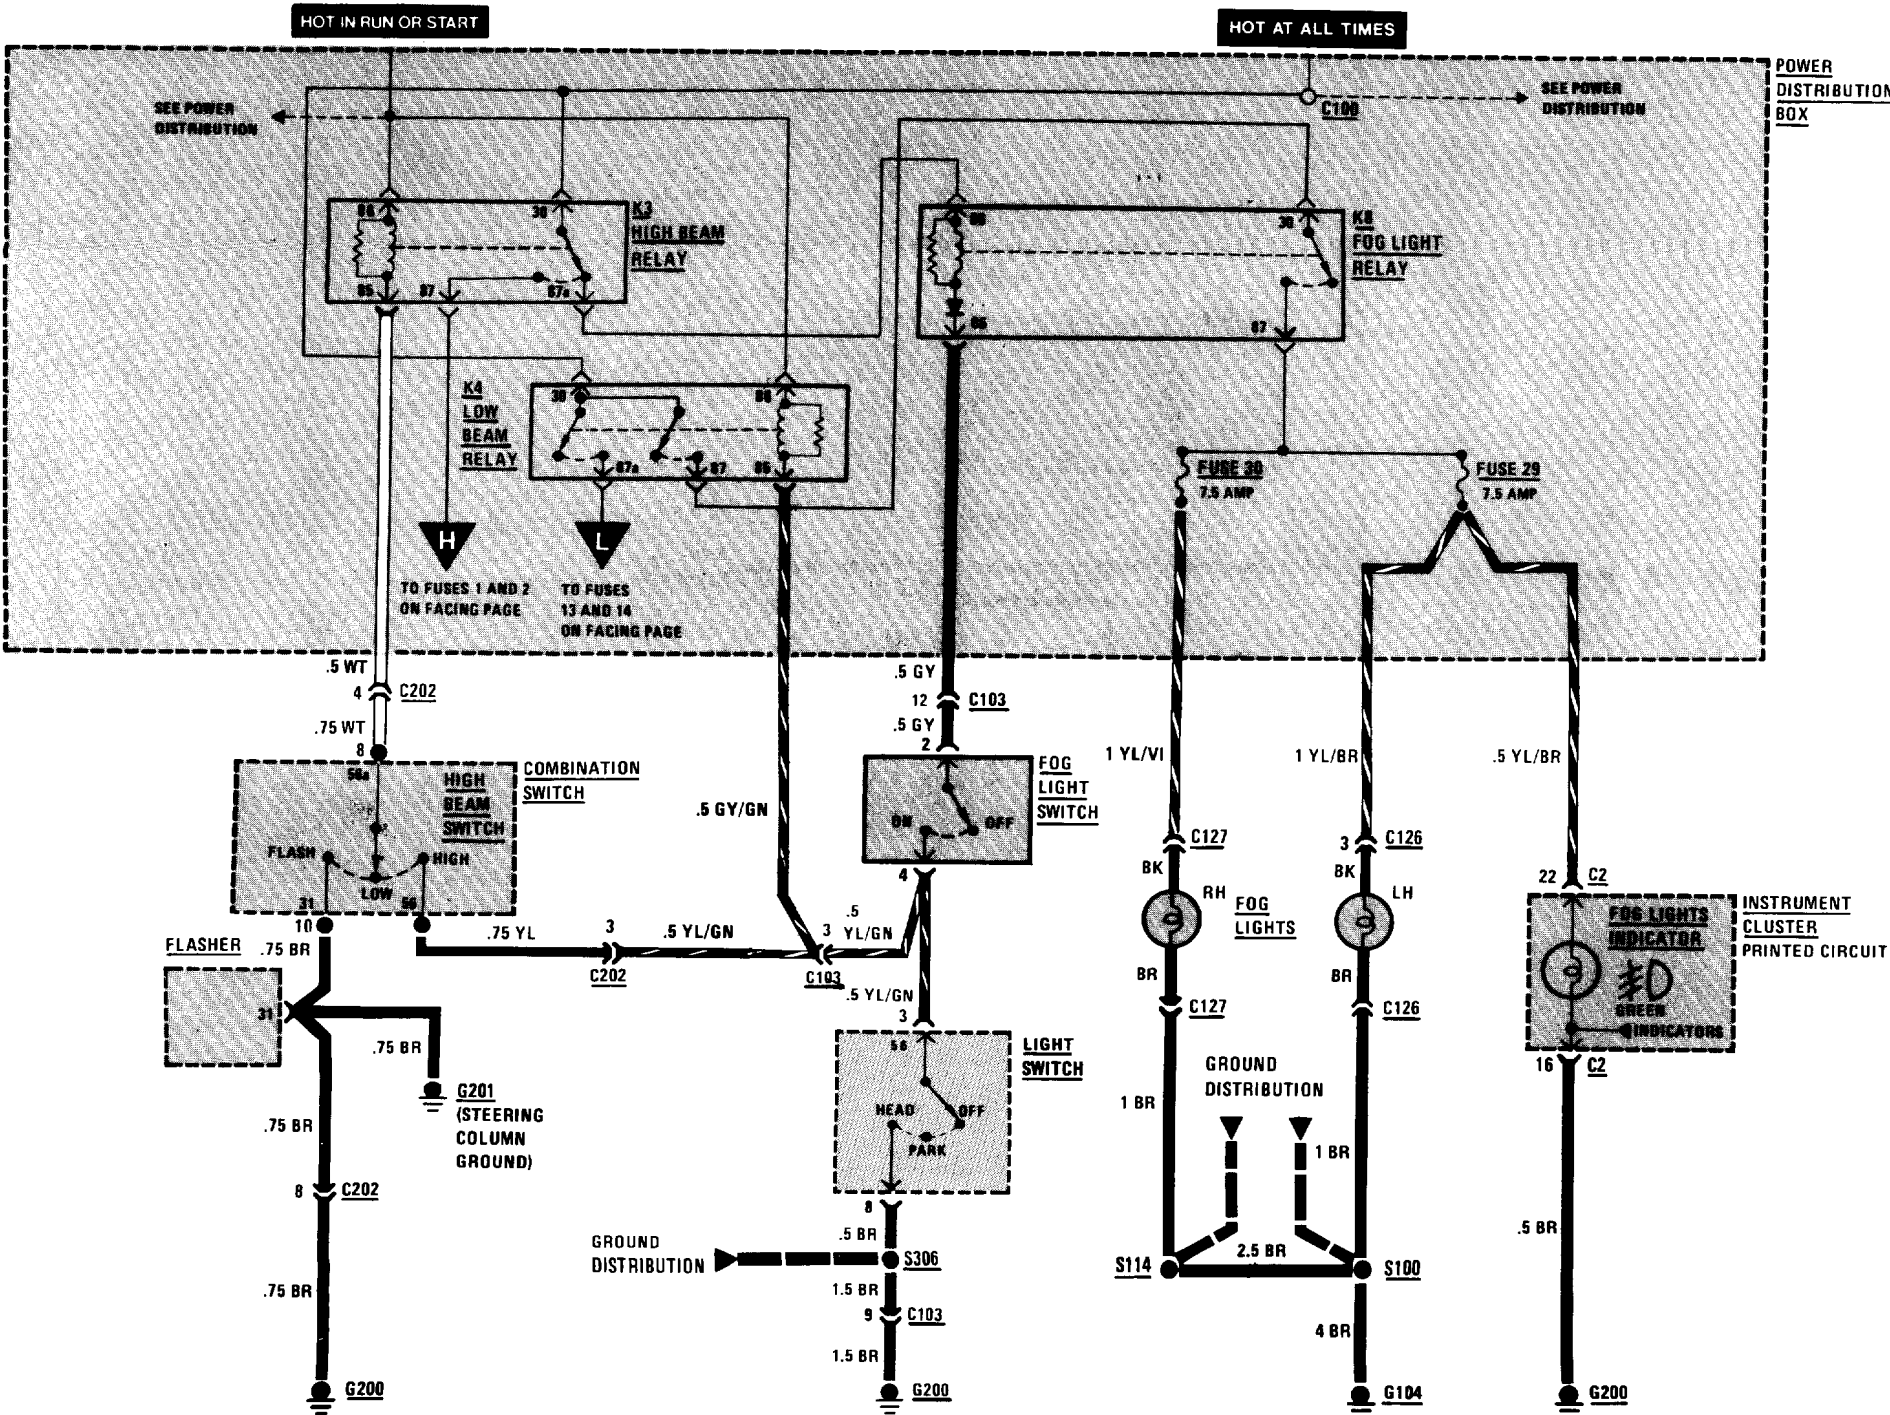 HOT IN RUN OR START
HOT AT ALL TIMES
POWER
DISTRIBUTION
BOX
SEE POWER
DISTRIBUTION
C100
SEE POWER
DISTRIBUTION
86
30
K3
HIGH BEAM
RELAY
85
87
87a
86
30
K8
FOG LIGHT
RELAY
85
87
K4
LOW
BEAM
RELAY
30
86
87a
87
85
FUSE 30
7.5 AMP
FUSE 29
7.5 AMP
H
L
TO FUSES 1 AND 2
ON FACING PAGE
TO FUSES
13 AND 14
ON FACING PAGE
.5 WT
4
C202
.75 WT
8
.5 GY
12
C103
.5 GY
2
1 YL/VI
1 YL/BR
.5 YL/BR
56a
HIGH
BEAM
SWITCH
COMBINATION
SWITCH
FLASH
HIGH
LOW
31
56
10
.5 GY/GN
FOG
LIGHT
SWITCH
ON
OFF
4
C127
3
C126
BK
BK
22
C2
RH
FOG
LIGHTS
LH
FOG LIGHTS
INDICATOR
GREEN
INDICATORS
INSTRUMENT
CLUSTER
PRINTED CIRCUIT
FLASHER
.75 BR
31
.75 YL
3
C202
.5 YL/GN
3
C103
.5
YL/GN
.5 YL/GN
3
BR
C127
BR
C126
16
C2
.75 BR
G201
(STEERING
COLUMN
GROUND)
.75 BR
56
LIGHT
SWITCH
HEAD
OFF
PARK
8
GROUND
DISTRIBUTION
1 BR
1 BR
8
C202
.5 BR
GROUND
DISTRIBUTION
S306
S114
2.5 BR
S100
.5 BR
.75 BR
1.5 BR
9
C103
1.5 BR
4 BR
G200
G200
G104
G200